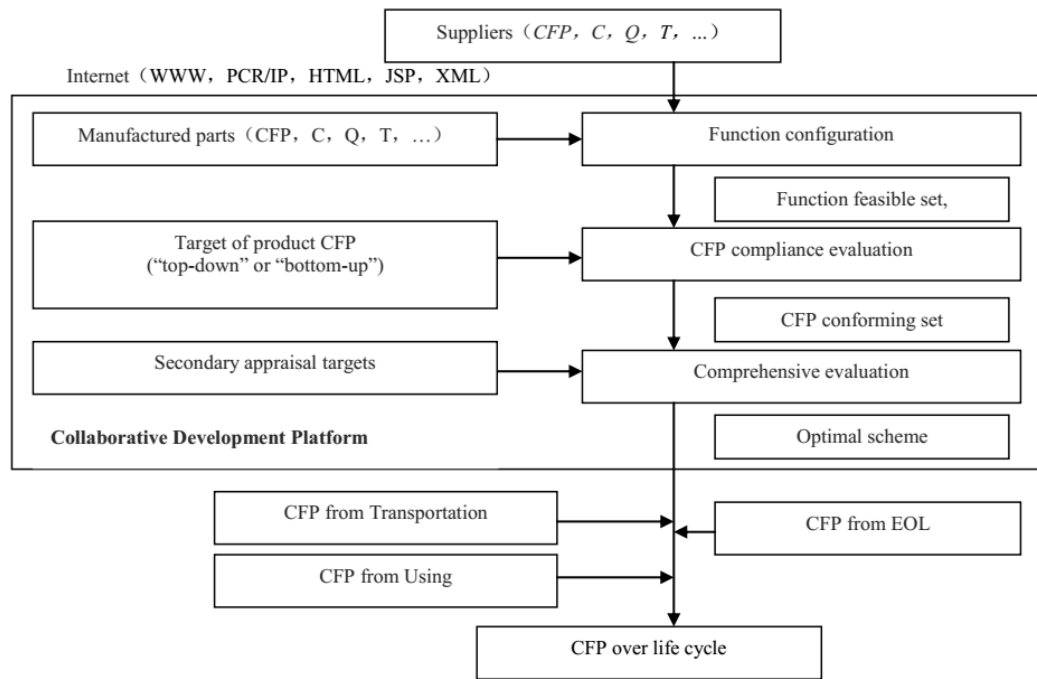 Suppliers（CFP，C，Q，T，…）
Internet（WWW，PCR/IP，HTML，JSP，XML）
Manufactured parts（CFP，C，Q，T，…）
Function configuration
Function feasible set,
Target of product CFP
(“top-down” or “bottom-up”)
CFP compliance evaluation
CFP conforming set
Secondary appraisal targets
Comprehensive evaluation
Collaborative Development Platform
Optimal scheme
CFP from Transportation
CFP from EOL
CFP from Using
CFP over life cycle